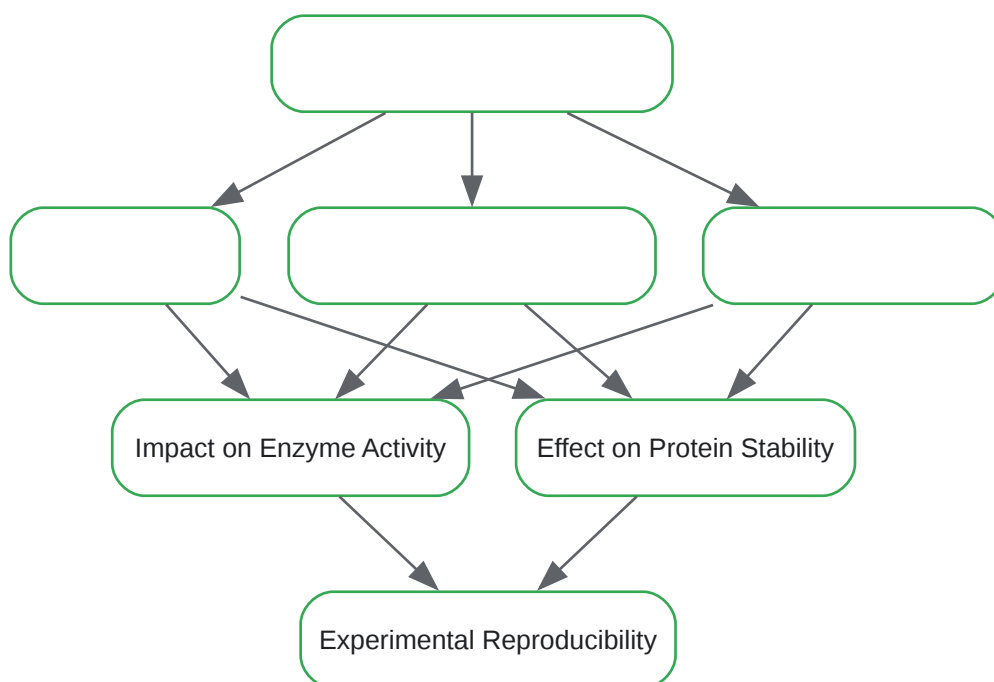 Impact on Enzyme Activity
Effect on Protein Stability
Experimental Reproducibility